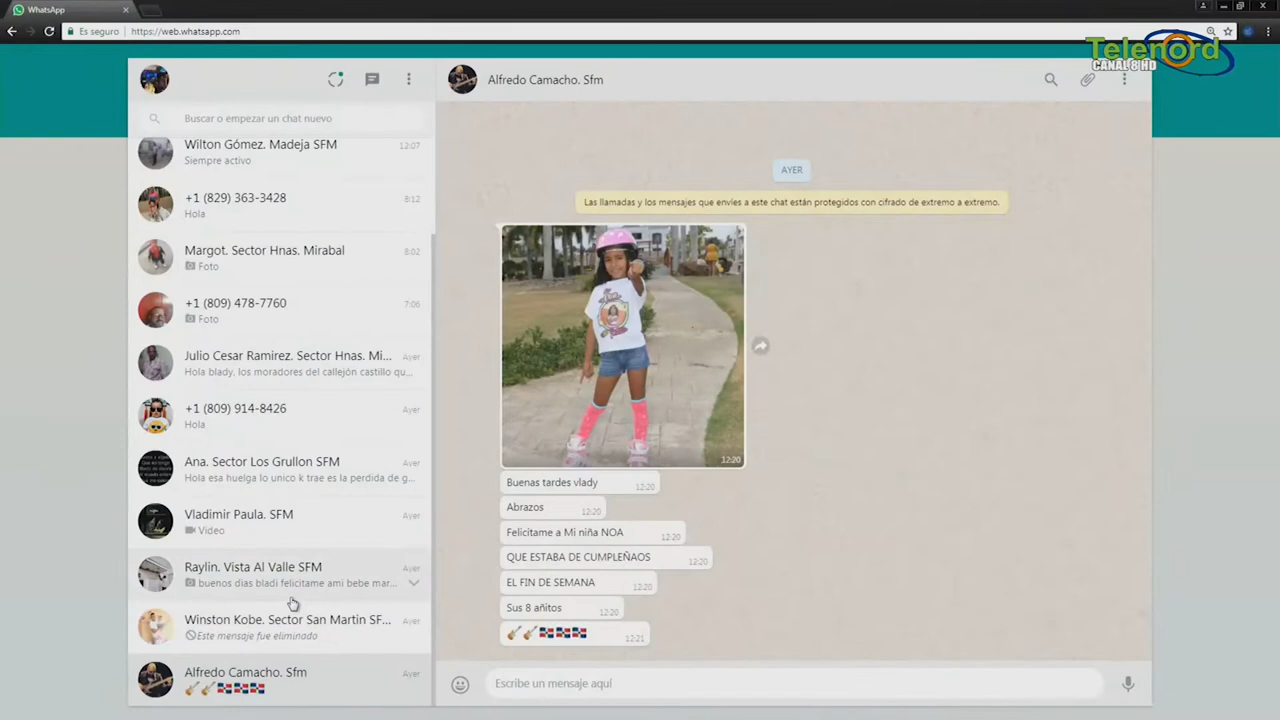 WhatsApp
Es seguro
https://web.whatsapp.com
Telenord
CANAL 8 HD
Buscar o empezar un chat nuevo
Wilton Gómez. Madeja SFM
12:07
Siempre activo
+1 (829) 363-3428
8:12
Hola
Margot. Sector Hnas. Mirabal
8:02
Foto
+1 (809) 478-7760
7:06
Foto
Julio Cesar Ramirez. Sector Hnas. Mi...
Ayer
Hola blady, los moradores del callejón castillo qu...
+1 (809) 914-8426
Ayer
Hola
Ana. Sector Los Grullon SFM
Ayer
Hola esa huelga lo unico k trae es la perdida de g...
Vladimir Paula. SFM
Ayer
Video
Raylin. Vista Al Valle SFM
Ayer
buenos dias bladi felicitame ami bebe mar...
Winston Kobe. Sector San Martin SF...
Ayer
Este mensaje fue eliminado
Alfredo Camacho. Sfm
Ayer
🎸🎸🇩🇴🇩🇴🇩🇴
Alfredo Camacho. Sfm
AYER
Las llamadas y los mensajes que envíes a este chat están protegidos con cifrado de extremo a extremo.
12:20
Buenas tardes vlady
12:20
Abrazos
12:20
Felicítame a Mi niña NOA
12:20
QUE ESTABA DE CUMPLEÑAOS
12:20
EL FIN DE SEMANA
12:20
Sus 8 añitos
12:20
🎸🎸🇩🇴🇩🇴🇩🇴
12:21
Escribe un mensaje aquí